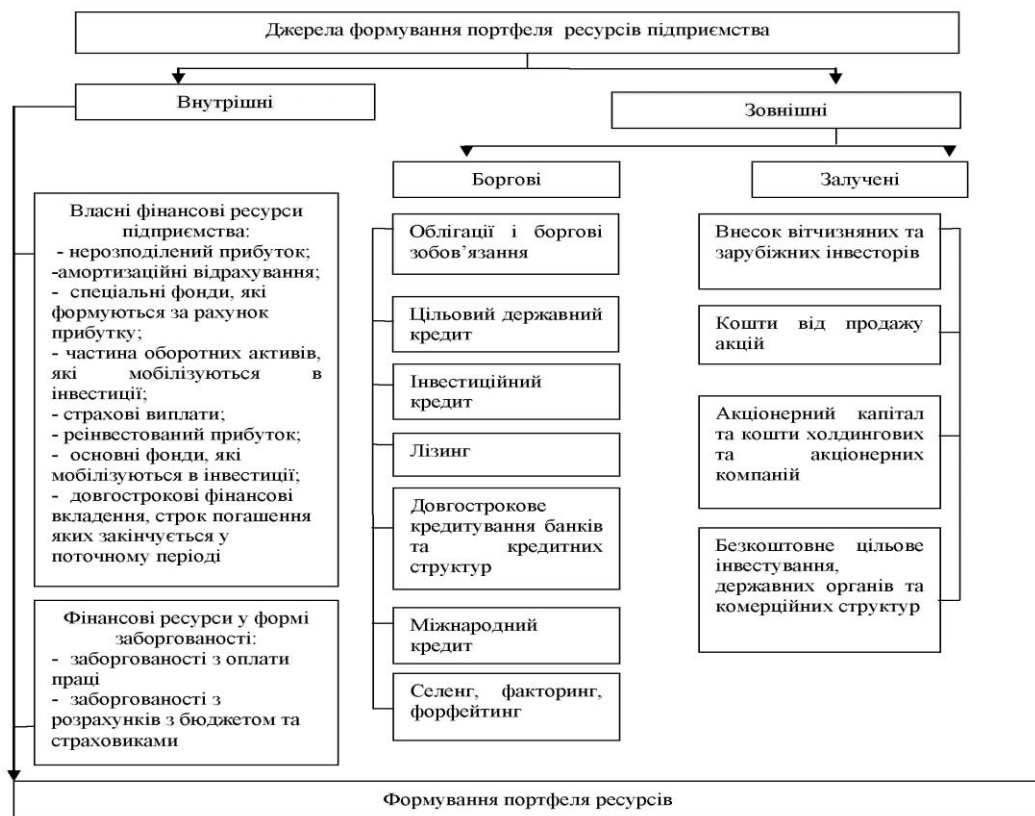 Джерела формування портфеля ресурсів підприємства
Внутрішні
Зовнішні
Боргові
Залучені
Власні фінансові ресурси
підприємства:
- нерозподілений прибуток;
-амортизаційні відрахування;
- спеціальні фонди, які
формуються за рахунок
прибутку;
- частина оборотних активів,
які мобілізуються в
інвестиції;
- страхові виплати;
- реінвестований прибуток;
- основні фонди, які
мобілізуються в інвестиції;
- довгострокові фінансові
вкладення, строк погашення
яких закінчується у
поточному періоді
Фінансові ресурси у формі
заборгованості:
- заборгованості з оплати
праці
- заборгованості з
розрахунків з бюджетом та
страховиками
Облігації і боргові
зобов’язання
Цільовий державний
кредит
Інвестиційний
кредит
Лізинг
Довгострокове
кредитування банків
та кредитних
структур
Міжнародний
кредит
Селенг, факторинг,
форфейтинг
Внесок вітчизняних та
зарубіжних інвесторів
Кошти від продажу
акцій
Акціонерний капітал
та кошти холдингових
та акціонерних
компаній
Безкоштовне цільове
інвестування,
державних органів та
комерційних структур
Формування портфеля ресурсів